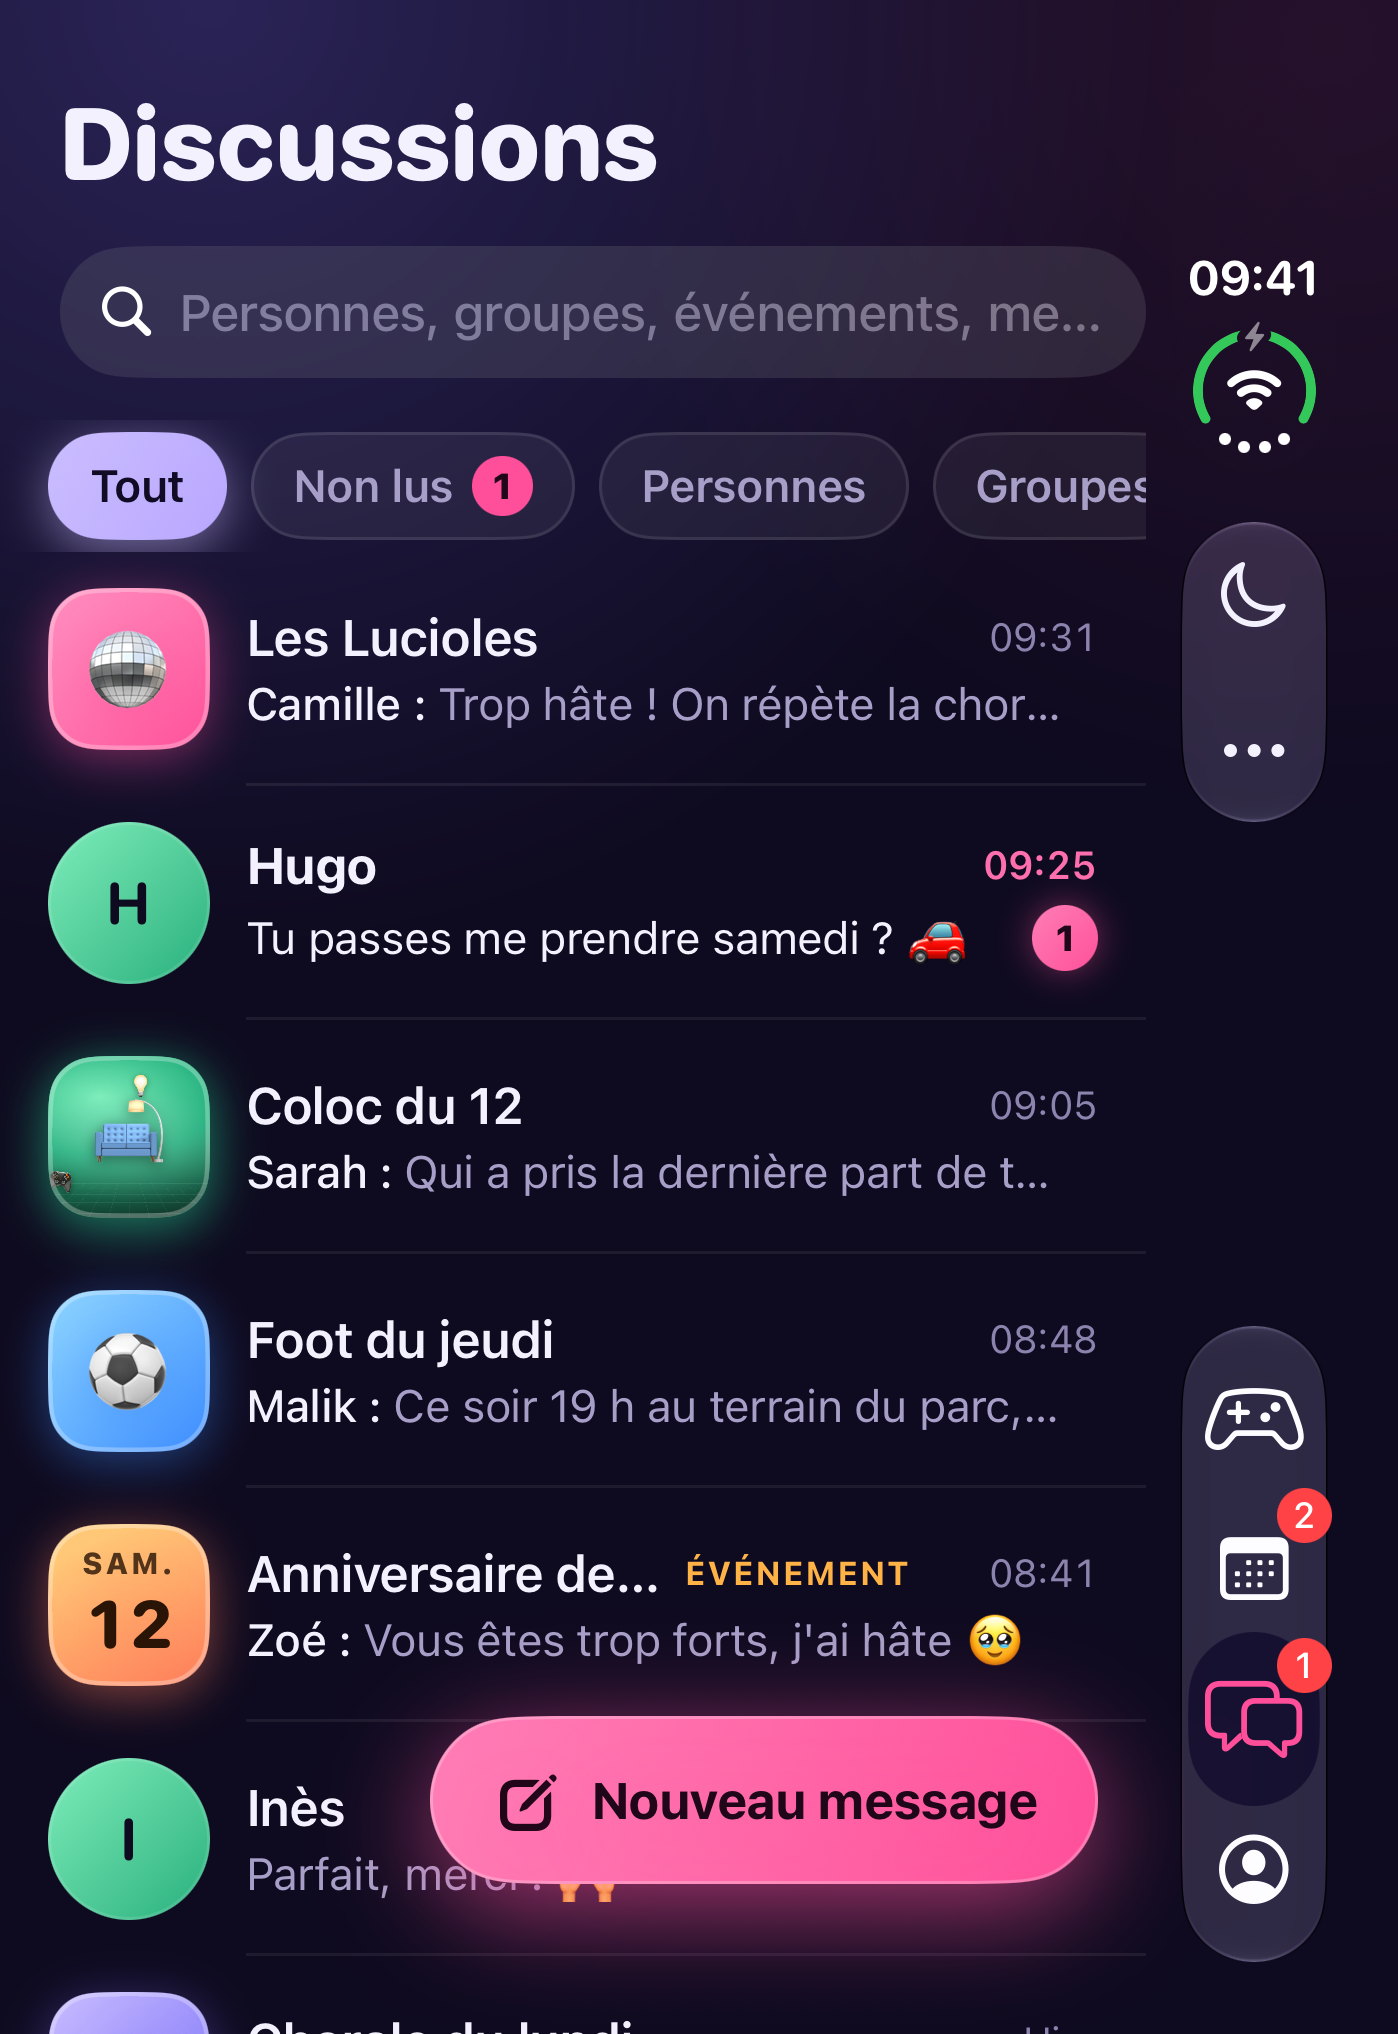 Discussions
Personnes, groupes, événements, me...
09:41
Tout
Non lus 1
Personnes
Groupes
Les Lucioles 09:31
Camille : Trop hâte ! On répète la chor...
H
Hugo 09:25
Tu passes me prendre samedi ? 🚗 1
Coloc du 12 09:05
Sarah : Qui a pris la dernière part de t...
Foot du jeudi 08:48
Malik : Ce soir 19 h au terrain du parc,...
2
SAM.
12
Anniversaire de... ÉVÉNEMENT 08:41
Zoé : Vous êtes trop forts, j'ai hâte 🥹
1
I
Inès
Nouveau message
Parfait, merci !
Chorale du lundi